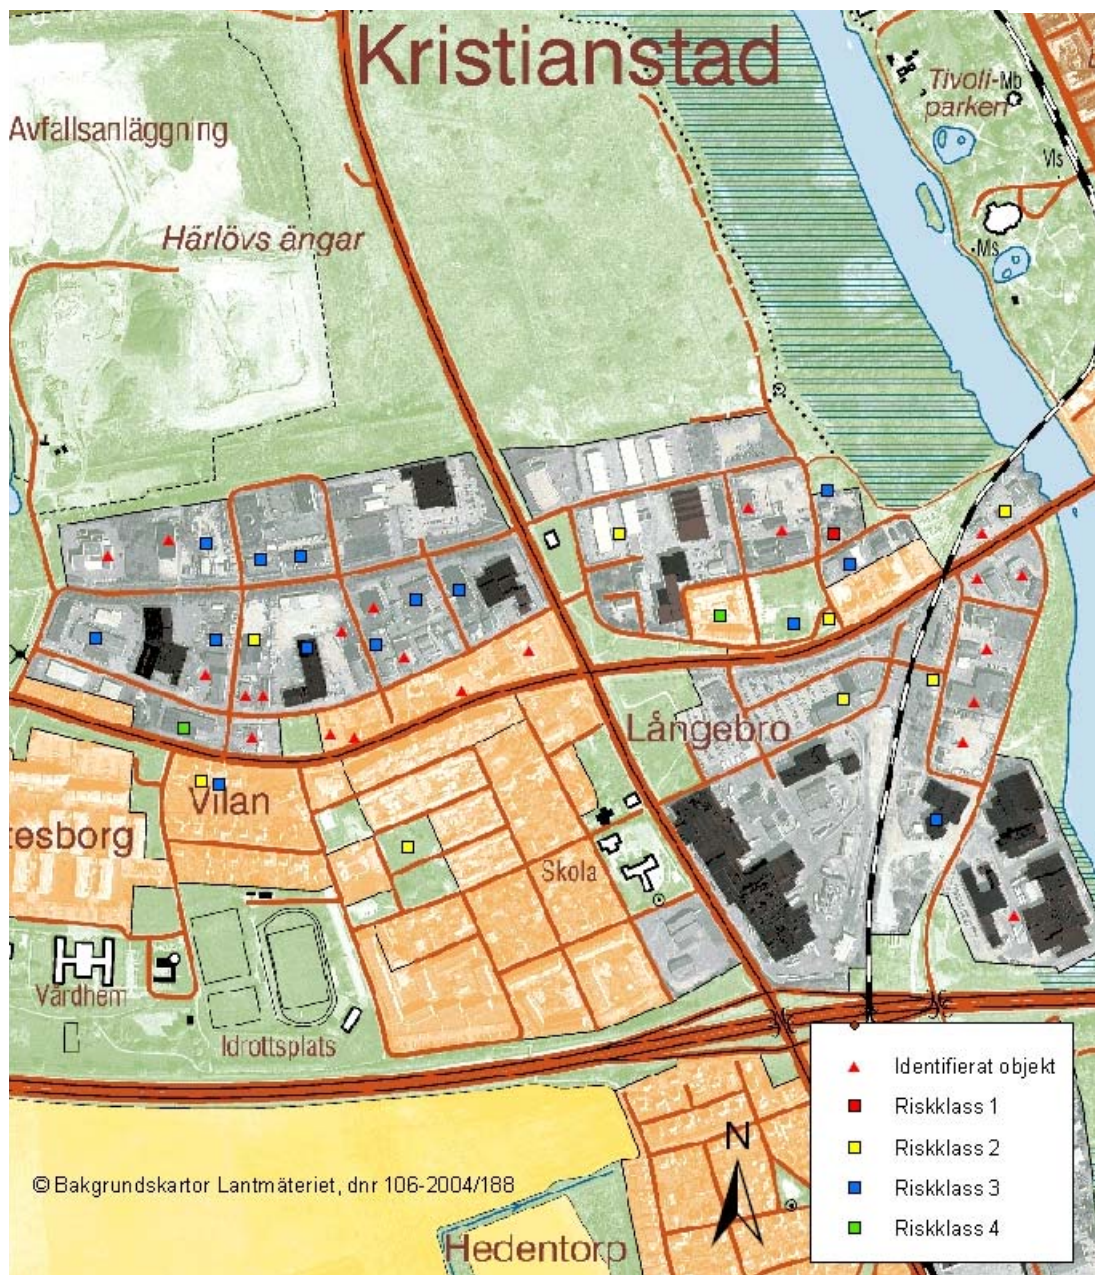 Kristianstad
Tivoli-
parken
Mb
Avfallsanläggning
Vls
Härlövs ängar
Ms
Långebro
Vilan
esborg
Skola
Vårdhem
Idrottsplats
Identifierat objekt
Riskklass 1
Riskklass 2
N
Riskklass 3
© Bakgrundskartor Lantmäteriet, dnr 106-2004/188
Riskklass 4
Hedentorp